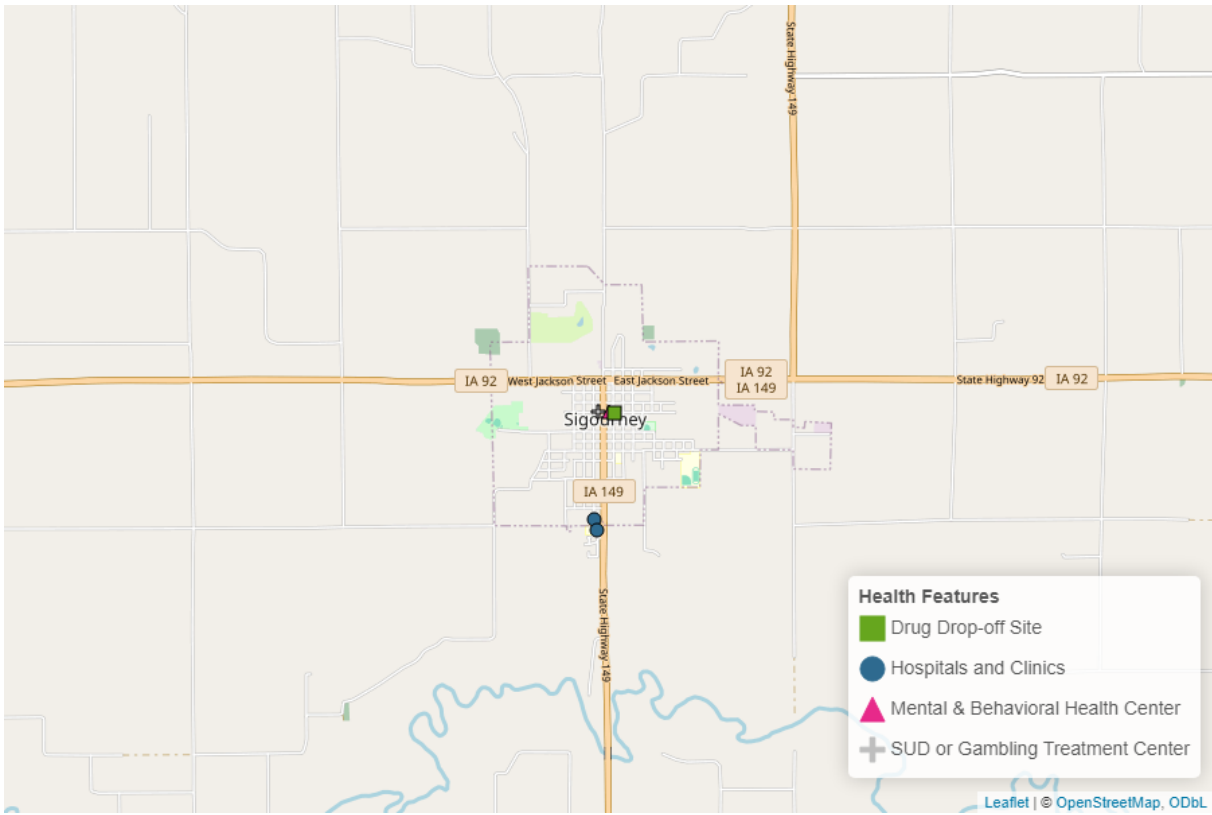 State Highway 149
IA 92
West Jackson Street
East Jackson Street
IA 92
IA 149
State Highway 92
IA 92
Sigourney
IA 149
State Highway 149
Health Features
Drug Drop-off Site
Hospitals and Clinics
Mental & Behavioral Health Center
SUD or Gambling Treatment Center
Leaflet | © OpenStreetMap, ODbL